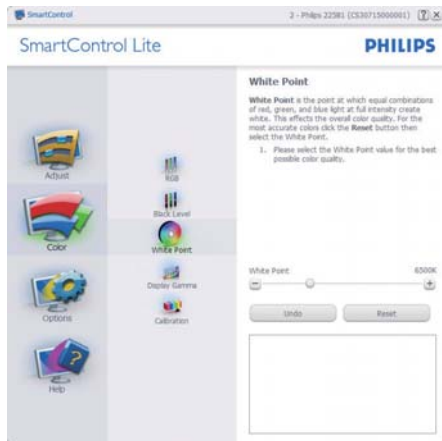 SmartControl
2 - Philips 225B1 (CS30715000001)
SmartControl Lite
PHILIPS
White Point
White Point is the point at which equal combinations
of red, green, and blue light at full intensity create
white. This effects the overall color quality. For the
most accurate colors click the Reset button then
select the White Point.
1. Please select the White Point value for the best
possible color quality.
Adjust
Color
Options
Help
RGB
Black Level
White Point
Display Gamma
Calibration
White Point
6500K
Undo
Reset